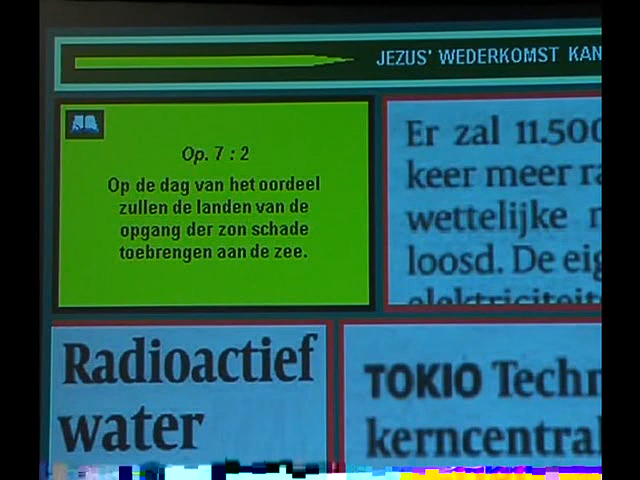 JEZUS' WEDERKOMST KAN
Op. 7 : 2
Op de dag van het oordeel
zullen de landen van de
opgang der zon schade
toebrengen aan de zee.
Er zal 11.500
keer meer ra
wettelijke n
loosd. De eig
elektriciteit
Radioactief
water
TOKIO Techn
kerncentral